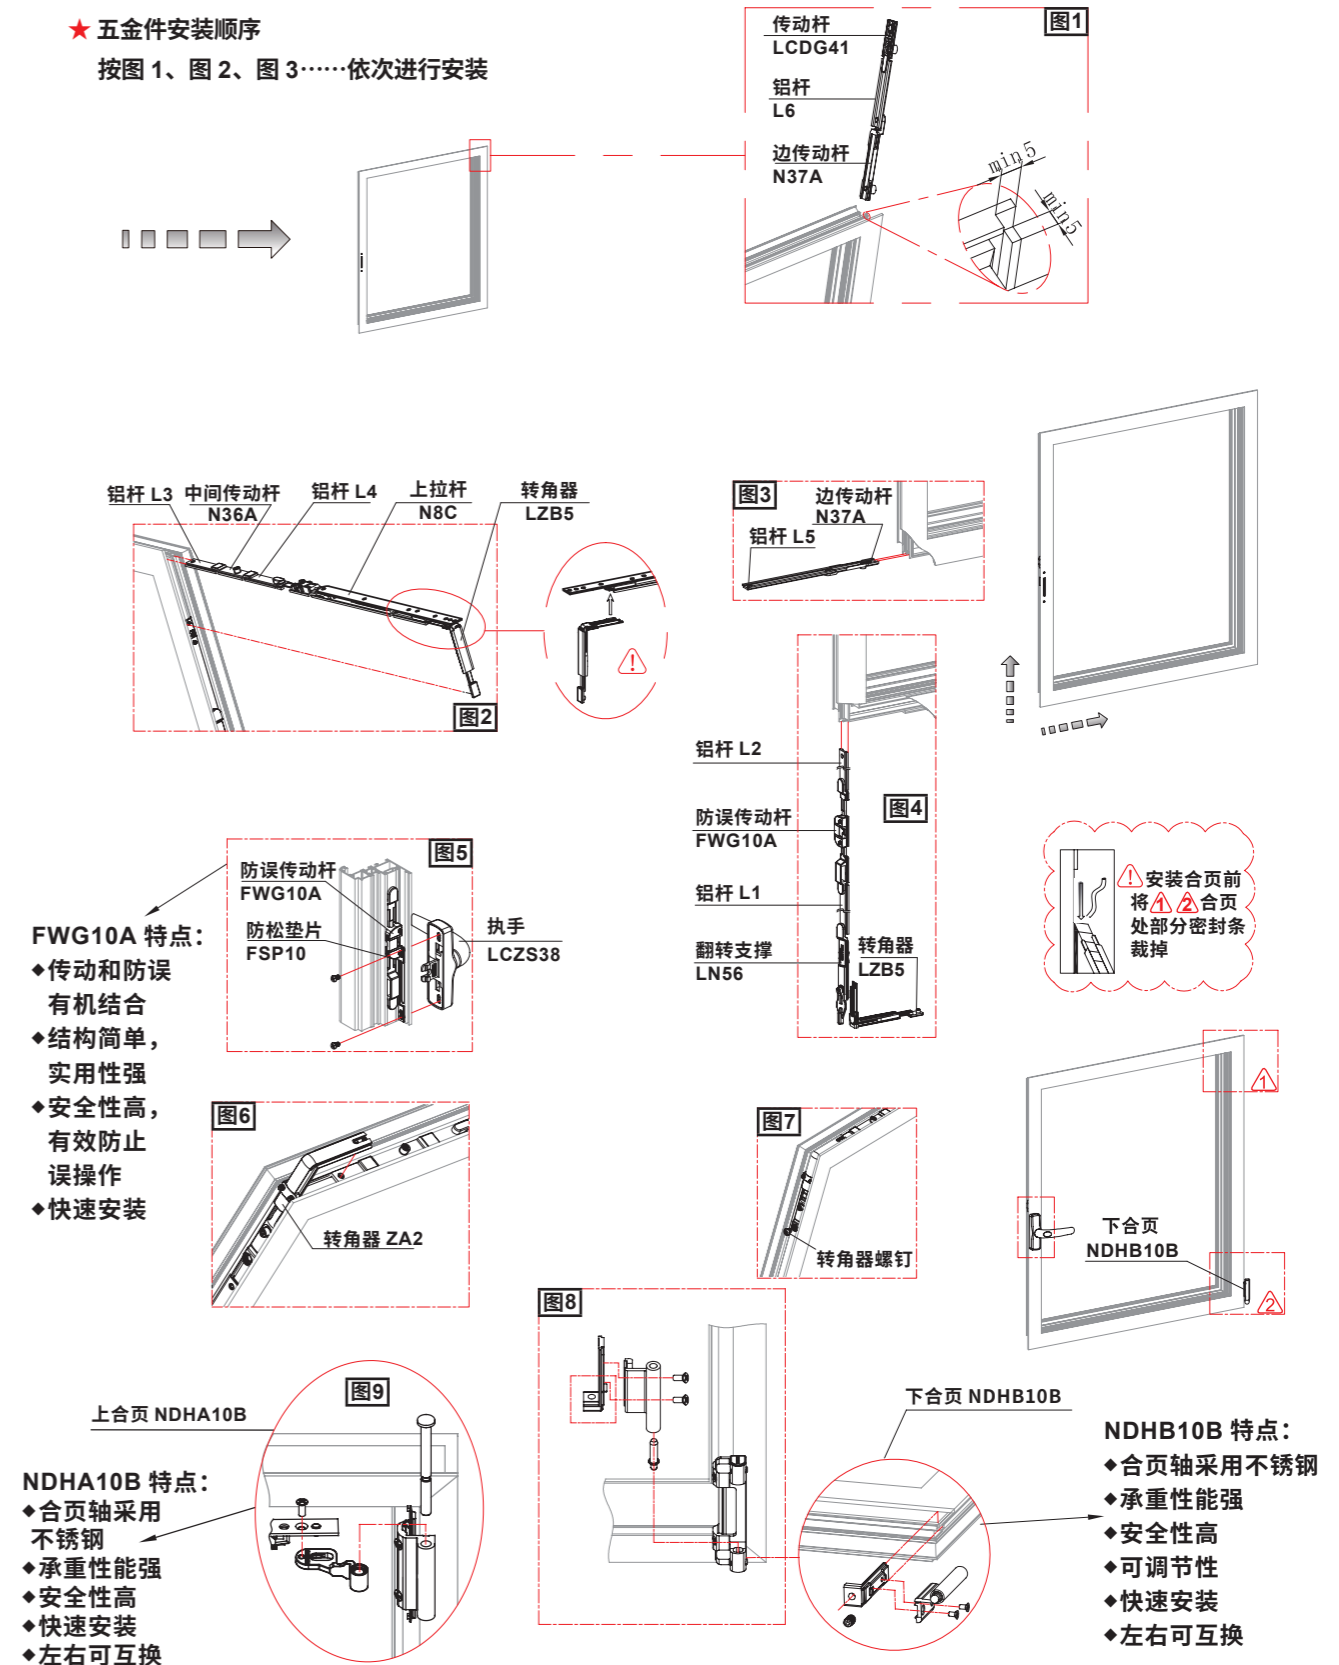 ★ 五金件安装顺序
按图 1、图 2、图 3……依次进行安装
图1
传动杆
LCDG41
铝杆
L6
边传动杆
N37A
min5
min5
铝杆 L3
中间传动杆
N36A
铝杆 L4
上拉杆
N8C
转角器
LZB5
图2
图3
边传动杆
N37A
铝杆 L5
铝杆 L2
图4
防误传动杆
FWG10A
铝杆 L1
翻转支撑
LN56
转角器
LZB5
安装合页前
将 1 2 合页
处部分密封条
裁掉
图5
防误传动杆
FWG10A
防松垫片
FSP10
执手
LCZS38
FWG10A 特点：
◆传动和防误
有机结合
◆结构简单，
实用性强
◆安全性高，
有效防止
误操作
◆快速安装
图6
转角器 ZA2
图7
转角器螺钉
1
下合页
NDHB10B
2
图8
图9
上合页 NDHA10B
NDHA10B 特点：
◆合页轴采用
不锈钢
◆承重性能强
◆安全性高
◆快速安装
◆左右可互换
下合页 NDHB10B
NDHB10B 特点：
◆合页轴采用不锈钢
◆承重性能强
◆安全性高
◆可调节性
◆快速安装
◆左右可互换